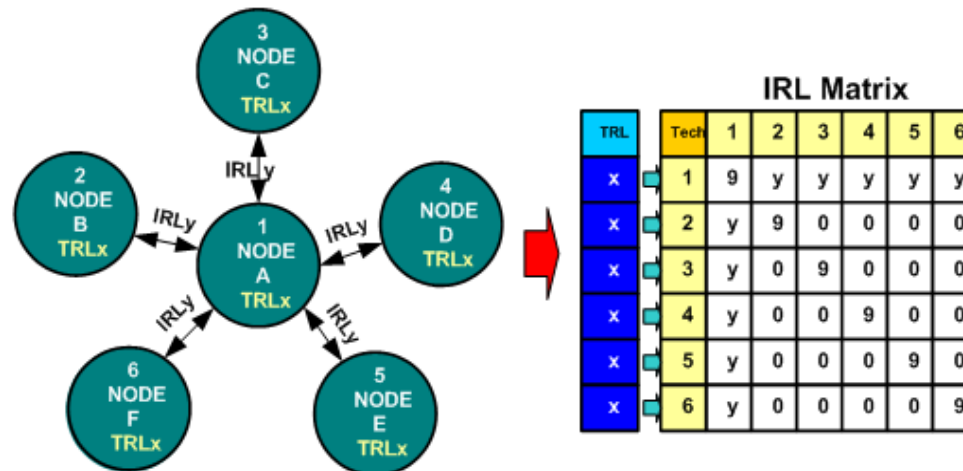 3
NODE
C
TRLx
IRLy
2
NODE
B
TRLx
IRLy
1
NODE
A
TRLx
IRLy
4
NODE
D
TRLx
IRLy
6
NODE
F
TRLx
IRLy
5
NODE
E
TRLx
IRL Matrix
TRL Tech 1 2 3 4 5 6
x 1 9 y y y y y
x 2 y 9 0 0 0 0
x 3 y 0 9 0 0 0
x 4 y 0 0 9 0 0
x 5 y 0 0 0 9 0
x 6 y 0 0 0 0 9